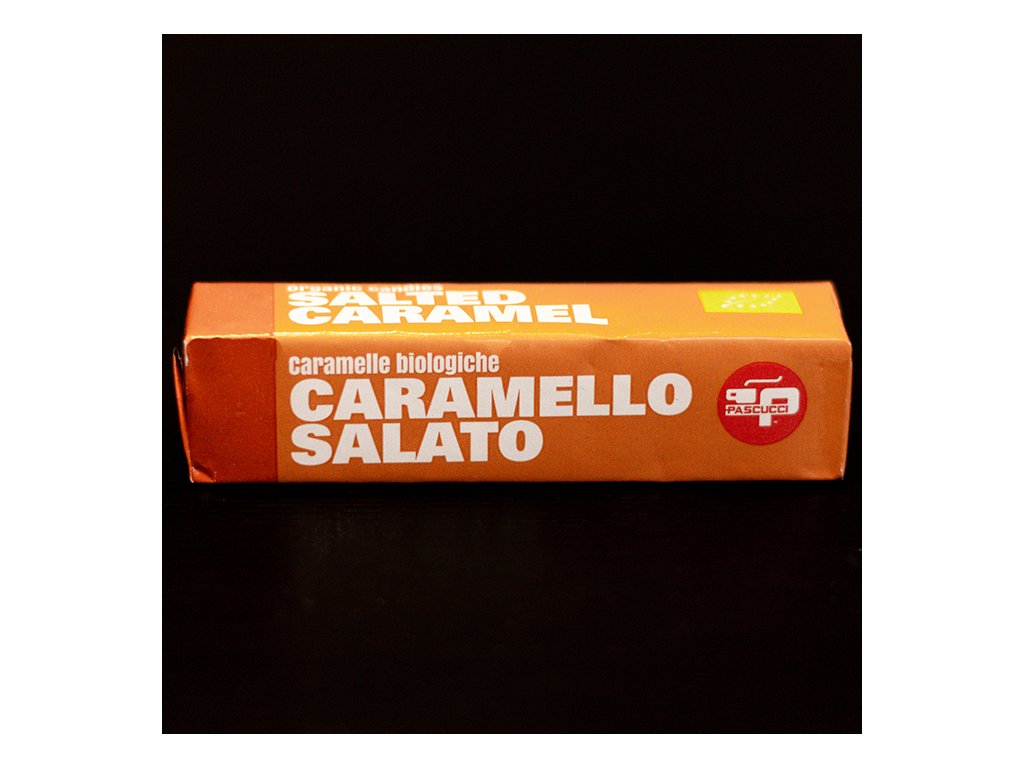 organic candies
SALTED
CARAMEL
caramelle biologiche
CARAMELLO
SALATO
PASCUCCI